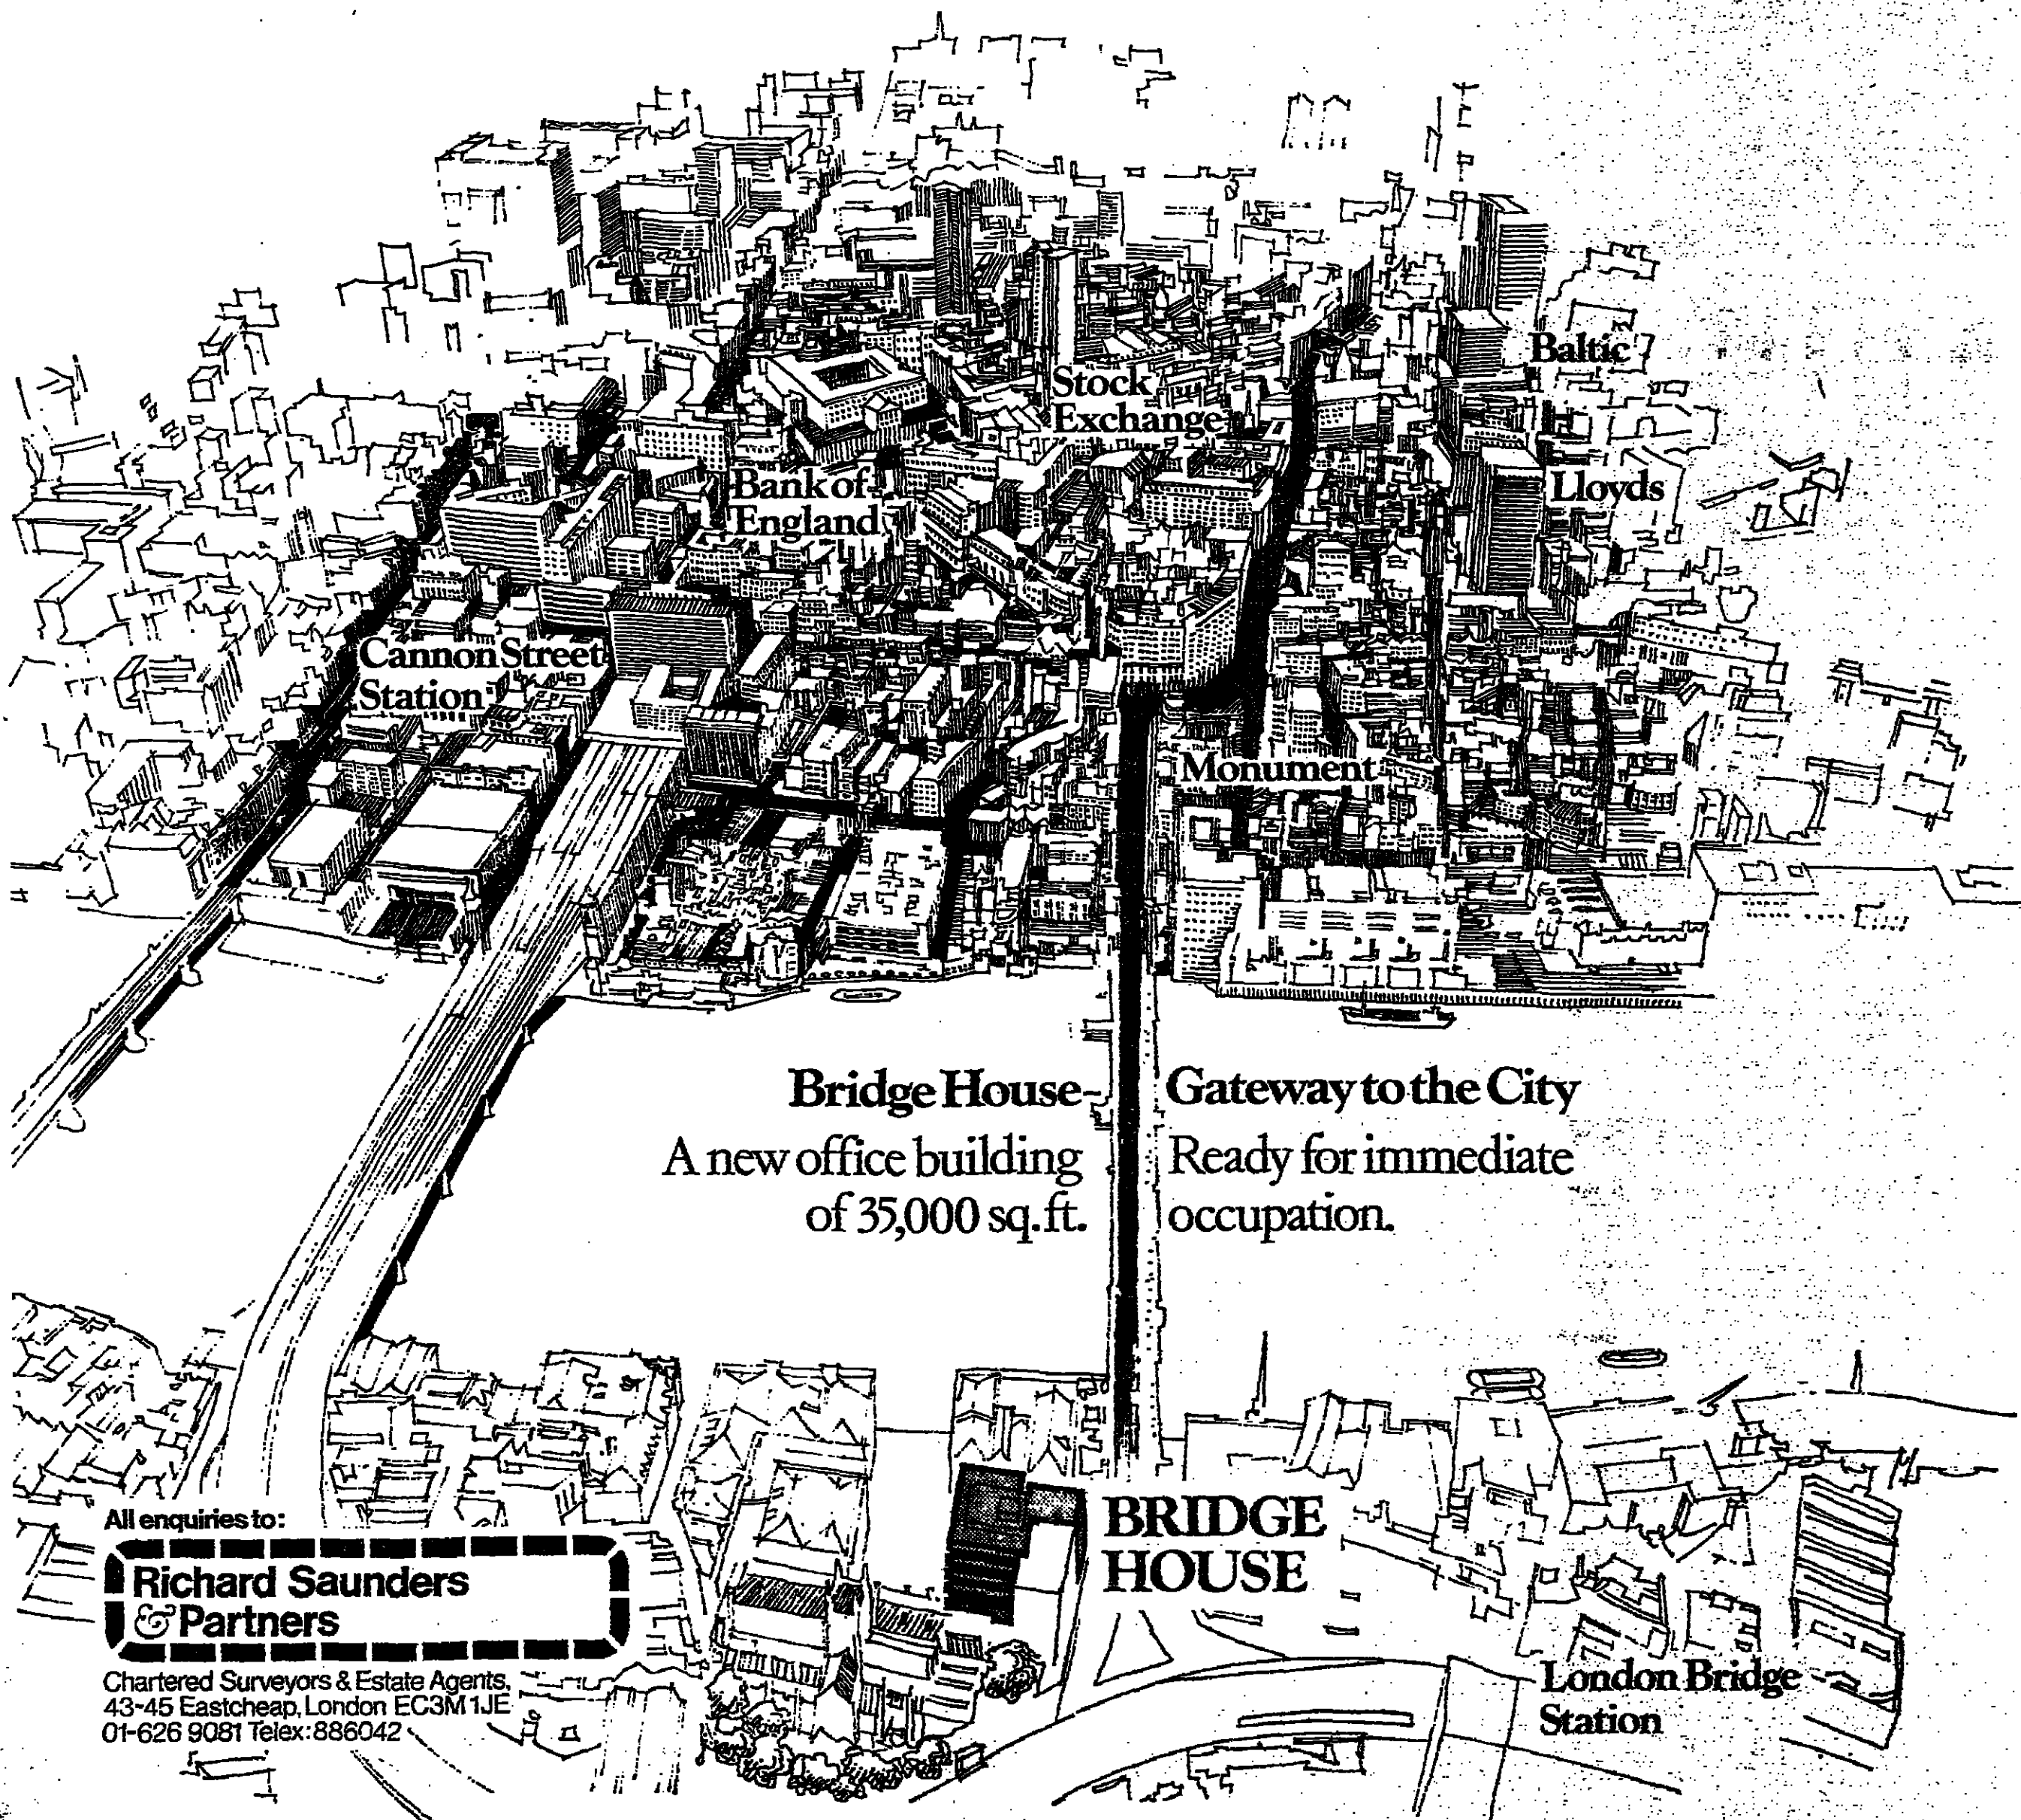 Baltic
Stock
Exchange
Bank of
England
Lloyds
Cannon Street
Station
Monument
Bridge House-
Gateway to the City
A new office building
of 35,000 sq.ft.
Ready for immediate
occupation.
BRIDGE
HOUSE
All enquiries to:
Richard Saunders
& Partners
Chartered Surveyors & Estate Agents,
43-45 Eastcheap, London EC3M 1JE
01-626 9081 Telex: 886042
London Bridge
Station